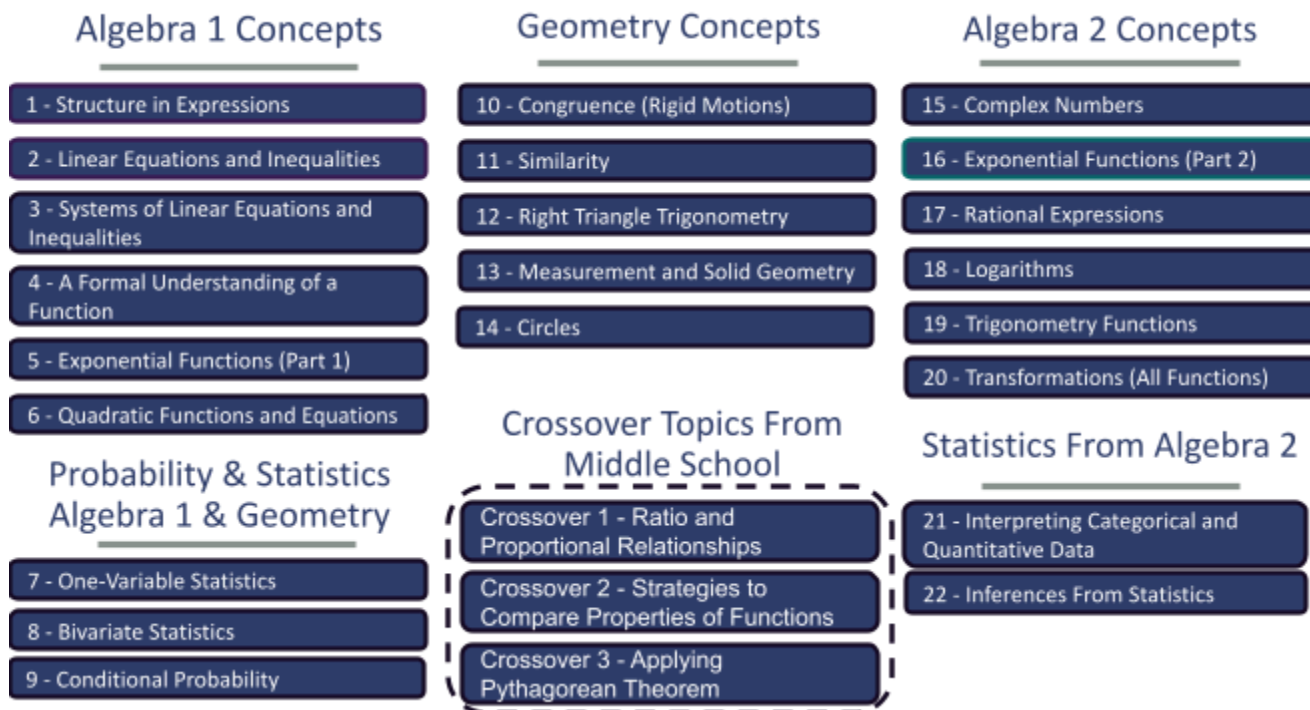 Algebra 1 Concepts
1 - Structure in Expressions
2 - Linear Equations and Inequalities
3 - Systems of Linear Equations and
Inequalities
4 - A Formal Understanding of a
Function
5 - Exponential Functions (Part 1)
6 - Quadratic Functions and Equations
Probability & Statistics
Algebra 1 & Geometry
7 - One-Variable Statistics
8 - Bivariate Statistics
9 - Conditional Probability
Geometry Concepts
10 - Congruence (Rigid Motions)
11 - Similarity
12 - Right Triangle Trigonometry
13 - Measurement and Solid Geometry
14 - Circles
Crossover Topics From
Middle School
Crossover 1 - Ratio and
Proportional Relationships
Crossover 2 - Strategies to
Compare Properties of Functions
Crossover 3 - Applying
Pythagorean Theorem
Algebra 2 Concepts
15 - Complex Numbers
16 - Exponential Functions (Part 2)
17 - Rational Expressions
18 - Logarithms
19 - Trigonometry Functions
20 - Transformations (All Functions)
Statistics From Algebra 2
21 - Interpreting Categorical and
Quantitative Data
22 - Inferences From Statistics